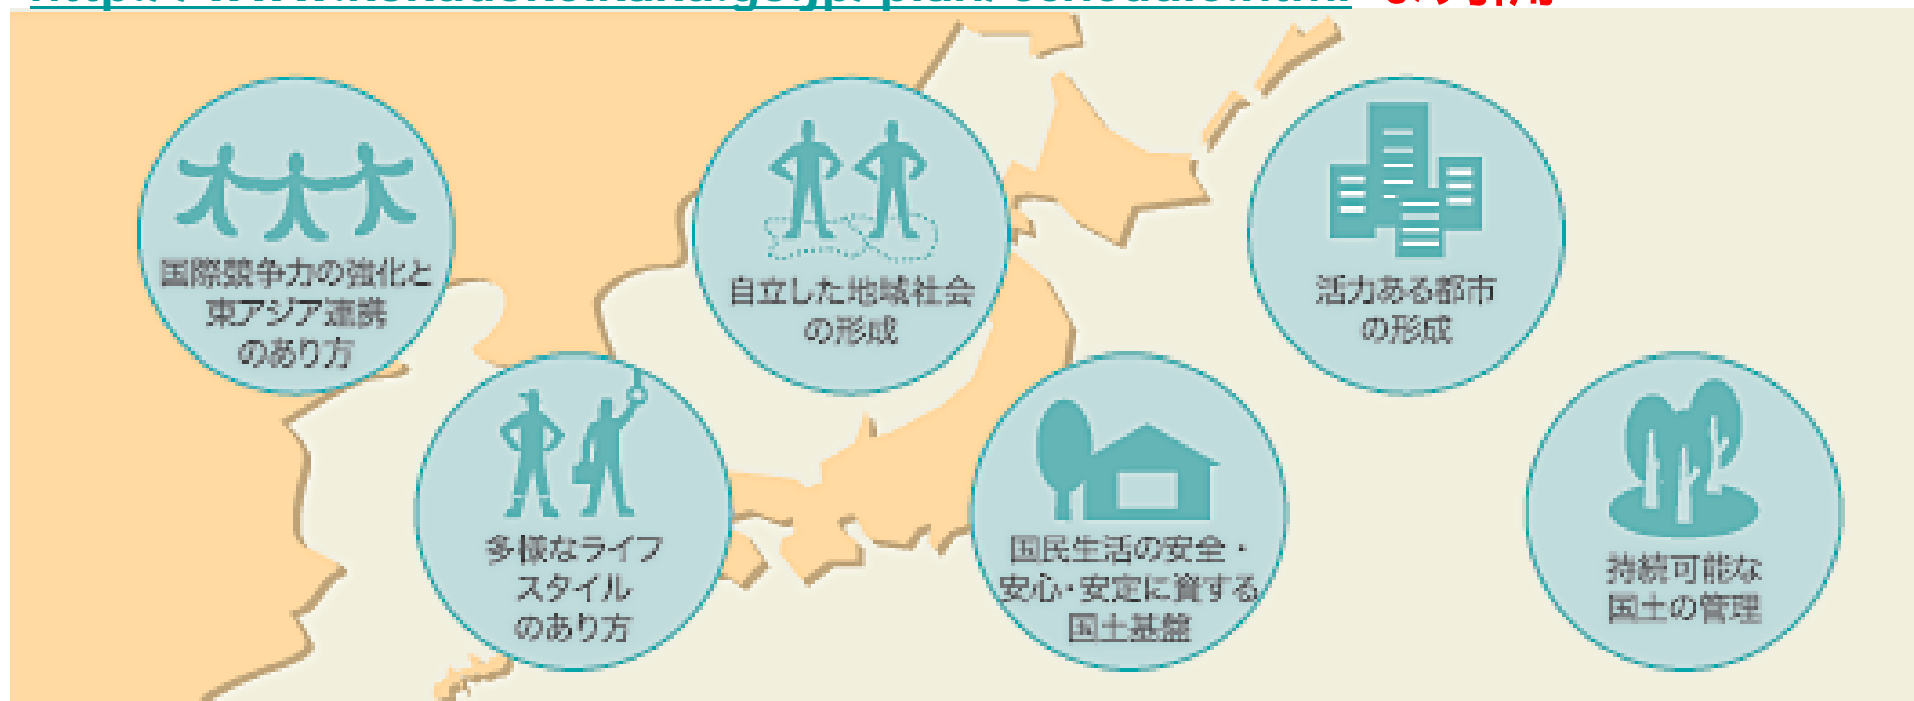 国際競争力の強化と
東アジア連携
のあり方
自立した地域社会
の形成
活力ある都市
の形成
多様なライフ
スタイル
のあり方
国民生活の安全・
安心・安定に資する
国土基盤
持続可能な
国土の管理